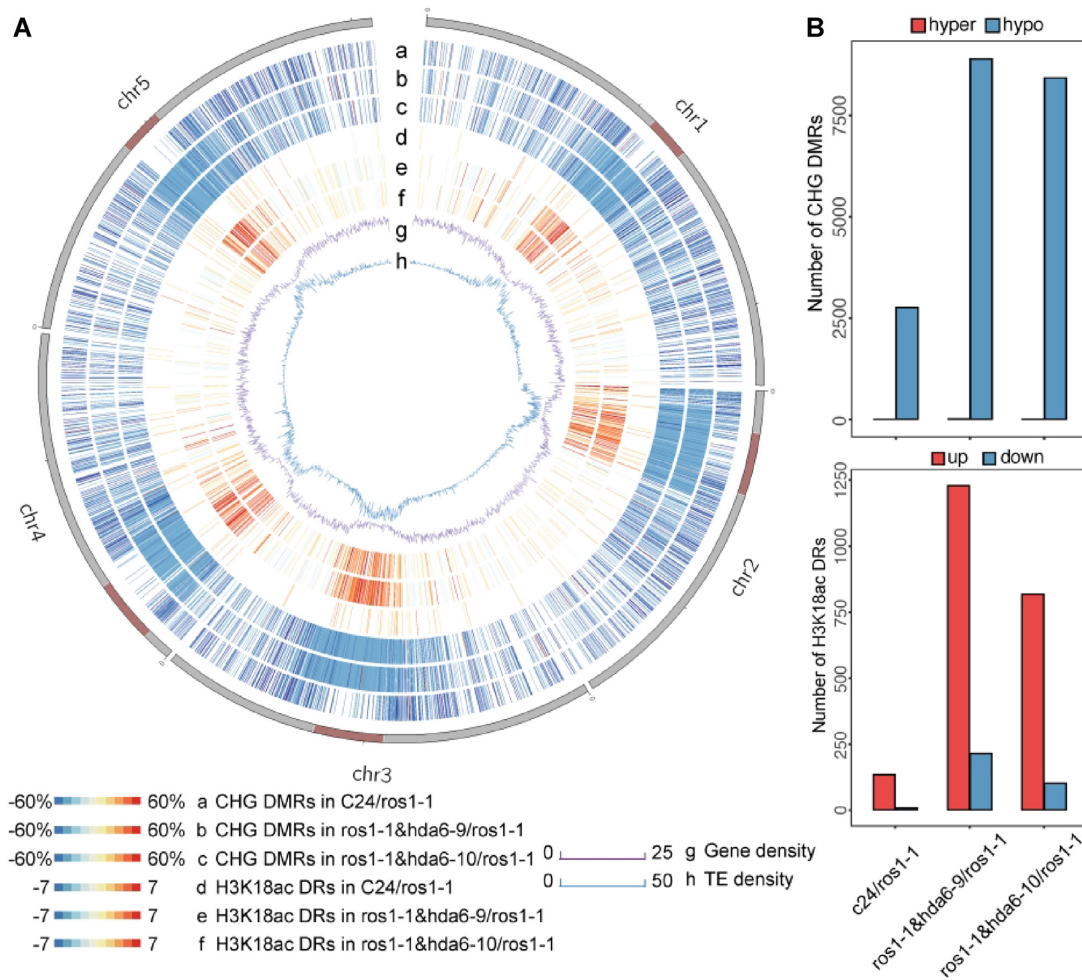 A
a
b
c
d
e
f
g
h
0
chr1
0
chr2
0
chr3
0
chr4
0
chr5
-60% 60% a CHG DMRs in C24/ros1-1
-60% 60% b CHG DMRs in ros1-1&hda6-9/ros1-1
-60% 60% c CHG DMRs in ros1-1&hda6-10/ros1-1
-7 7 d H3K18ac DRs in C24/ros1-1
-7 7 e H3K18ac DRs in ros1-1&hda6-9/ros1-1
-7 7 f H3K18ac DRs in ros1-1&hda6-10/ros1-1
0 25 g Gene density
0 50 h TE density
B
hyper hypo
Number of CHG DMRs
7500
5000
2500
0
up down
Number of H3K18ac DRs
1250
1000
750
500
250
0
c24/ros1-1
ros1-1&hda6-9/ros1-1
ros1-1&hda6-10/ros1-1